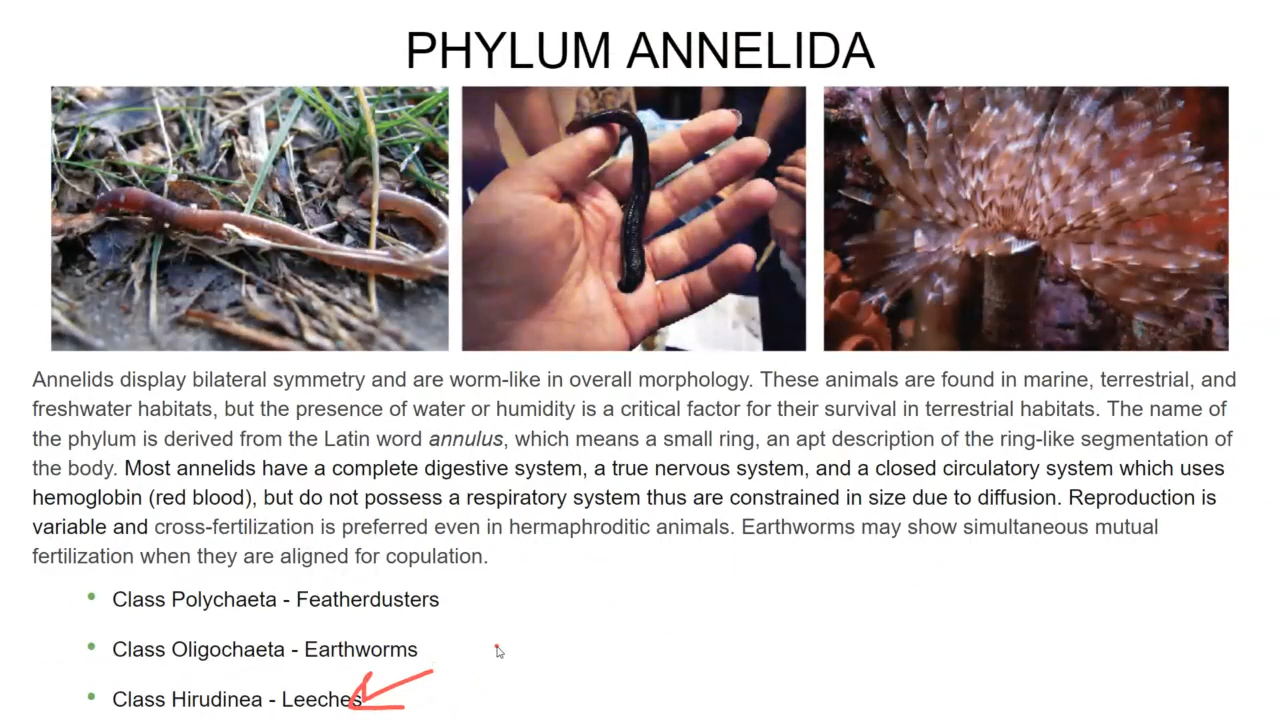 PHYLUM ANNELIDA
Annelids display bilateral symmetry and are worm-like in overall morphology. These animals are found in marine, terrestrial, and
freshwater habitats, but the presence of water or humidity is a critical factor for their survival in terrestrial habitats. The name of
the phylum is derived from the Latin word annulus, which means a small ring, an apt description of the ring-like segmentation of
the body. Most annelids have a complete digestive system, a true nervous system, and a closed circulatory system which uses
hemoglobin (red blood), but do not possess a respiratory system thus are constrained in size due to diffusion. Reproduction is
variable and cross-fertilization is preferred even in hermaphroditic animals. Earthworms may show simultaneous mutual
fertilization when they are aligned for copulation.
• Class Polychaeta - Featherdusters
• Class Oligochaeta - Earthworms
• Class Hirudinea - Leeches